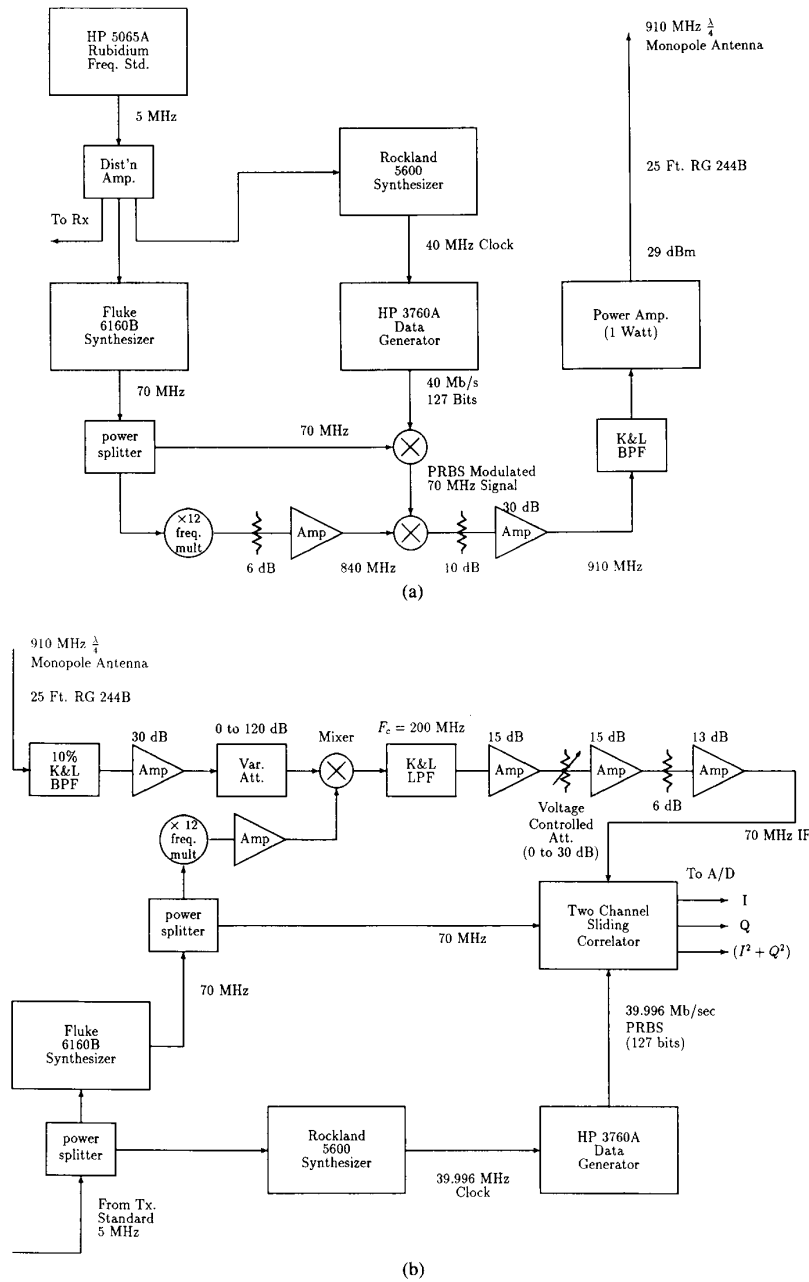 HP 5065A
Rubidium
Freq. Std.
5 MHz
Dist'n
Amp.
To Rx
Rockland
5600
Synthesizer
40 MHz Clock
Fluke
6160B
Synthesizer
HP 3760A
Data
Generator
70 MHz
40 Mb/s
127 Bits
power
splitter
70 MHz
PRBS Modulated
70 MHz Signal
×12
freq.
mult
6 dB
Amp
840 MHz
10 dB
30 dB
Amp
910 MHz
K&L
BPF
Power Amp.
(1 Watt)
29 dBm
25 Ft. RG 244B
910 MHz λ/4
Monopole Antenna
(a)
910 MHz λ/4
Monopole Antenna
25 Ft. RG 244B
10%
K&L
BPF
30 dB
Amp
0 to 120 dB
Var.
Att.
Mixer
F_c = 200 MHz
K&L
LPF
15 dB
Amp
Voltage
Controlled
Att.
(0 to 30 dB)
15 dB
Amp
6 dB
13 dB
Amp
70 MHz IF
× 12
freq.
mult
Amp
power
splitter
70 MHz
70 MHz
Two Channel
Sliding
Correlator
To A/D
I
Q
(I² + Q²)
39.996 Mb/sec
PRBS
(127 bits)
Fluke
6160B
Synthesizer
power
splitter
Rockland
5600
Synthesizer
39.996 MHz
Clock
HP 3760A
Data
Generator
From Tx.
Standard
5 MHz
(b)